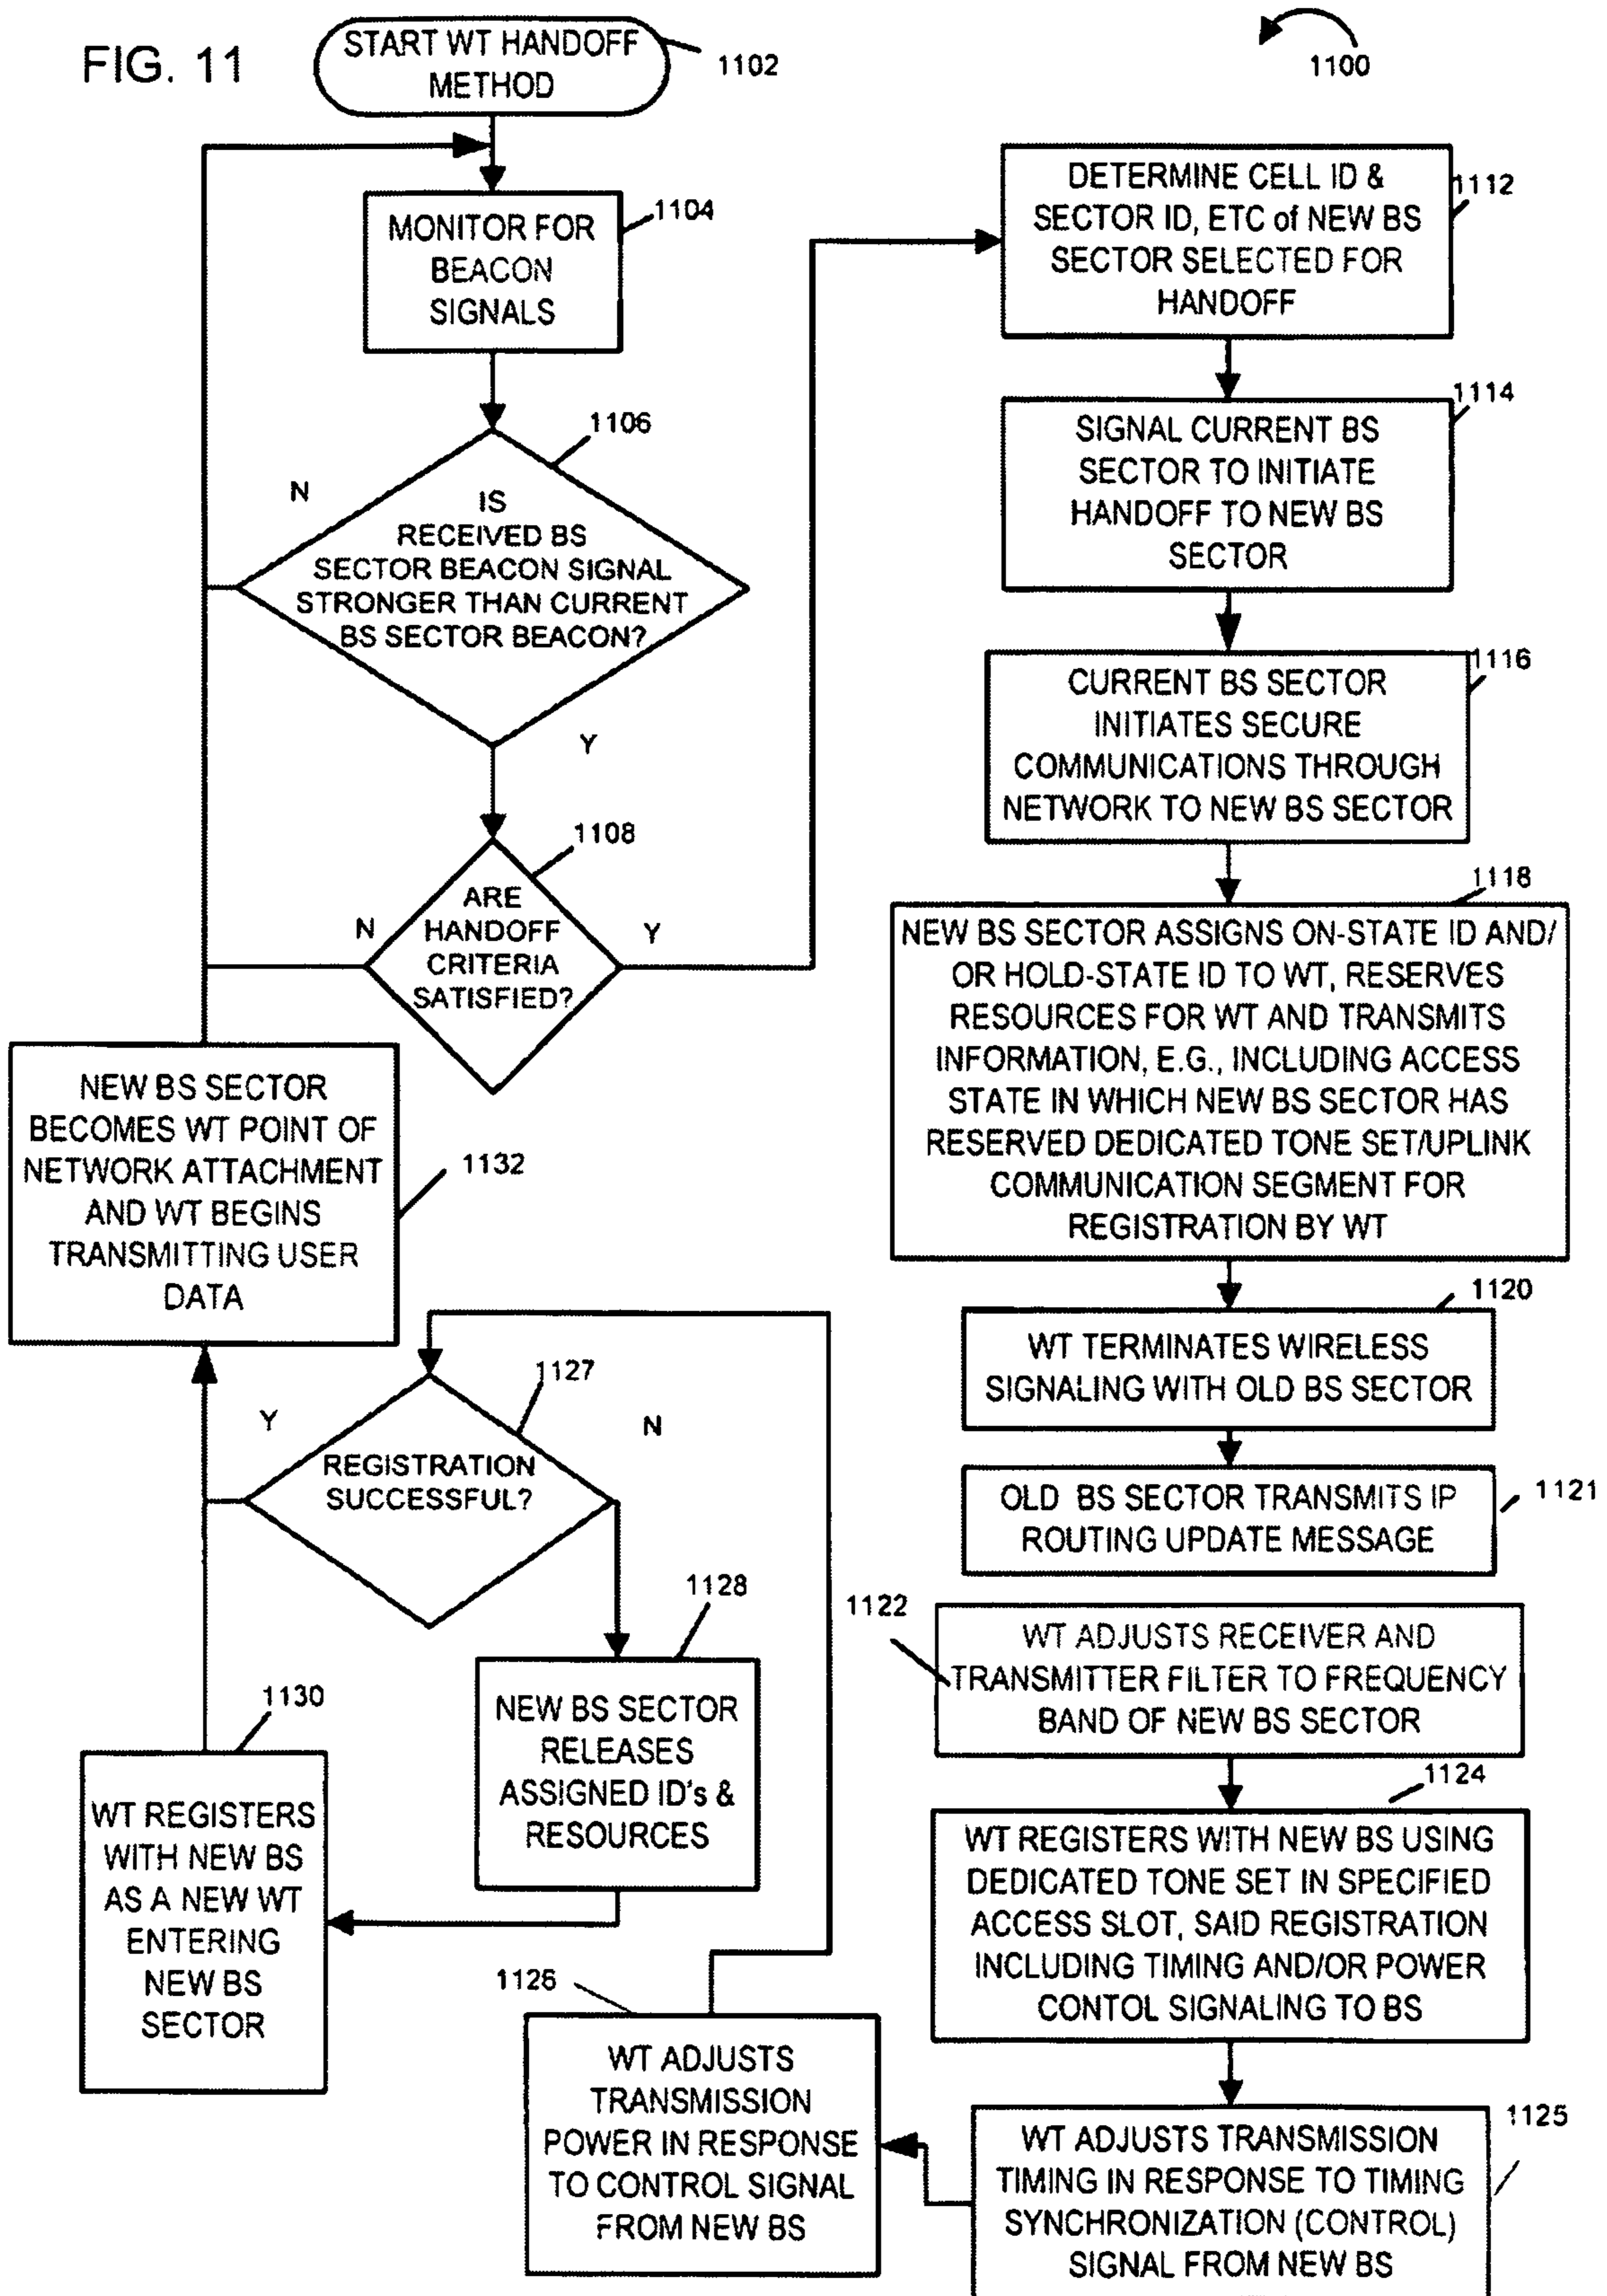 FIG. 11
START WT HANDOFF
METHOD
1102
1100
MONITOR FOR
BEACON
SIGNALS
1104
1106
N
IS
RECEIVED BS
SECTOR BEACON SIGNAL
STRONGER THAN CURRENT
BS SECTOR BEACON?
Y
1108
ARE
HANDOFF
CRITERIA
SATISFIED?
N
Y
DETERMINE CELL ID &
SECTOR ID, ETC of NEW BS
SECTOR SELECTED FOR
HANDOFF
1112
1114
SIGNAL CURRENT BS
SECTOR TO INITIATE
HANDOFF TO NEW BS
SECTOR
1116
CURRENT BS SECTOR
INITIATES SECURE
COMMUNICATIONS THROUGH
NETWORK TO NEW BS SECTOR
1118
NEW BS SECTOR ASSIGNS ON-STATE ID AND/
OR HOLD-STATE ID TO WT, RESERVES
RESOURCES FOR WT AND TRANSMITS
INFORMATION, E.G., INCLUDING ACCESS
STATE IN WHICH NEW BS SECTOR HAS
RESERVED DEDICATED TONE SET/UPLINK
COMMUNICATION SEGMENT FOR
REGISTRATION BY WT
1120
WT TERMINATES WIRELESS
SIGNALING WITH OLD BS SECTOR
OLD BS SECTOR TRANSMITS IP
ROUTING UPDATE MESSAGE
1121
1122
WT ADJUSTS RECEIVER AND
TRANSMITTER FILTER TO FREQUENCY
BAND OF NEW BS SECTOR
1124
WT REGISTERS WITH NEW BS USING
DEDICATED TONE SET IN SPECIFIED
ACCESS SLOT, SAID REGISTRATION
INCLUDING TIMING AND/OR POWER
CONTOL SIGNALING TO BS
1125
WT ADJUSTS TRANSMISSION
TIMING IN RESPONSE TO TIMING
SYNCHRONIZATION (CONTROL)
SIGNAL FROM NEW BS
1126
WT ADJUSTS
TRANSMISSION
POWER IN RESPONSE
TO CONTROL SIGNAL
FROM NEW BS
1127
REGISTRATION
SUCCESSFUL?
Y
N
1128
NEW BS SECTOR
RELEASES
ASSIGNED ID's &
RESOURCES
1130
WT REGISTERS
WITH NEW BS
AS A NEW WT
ENTERING
NEW BS
SECTOR
NEW BS SECTOR
BECOMES WT POINT OF
NETWORK ATTACHMENT
AND WT BEGINS
TRANSMITTING USER
DATA
1132